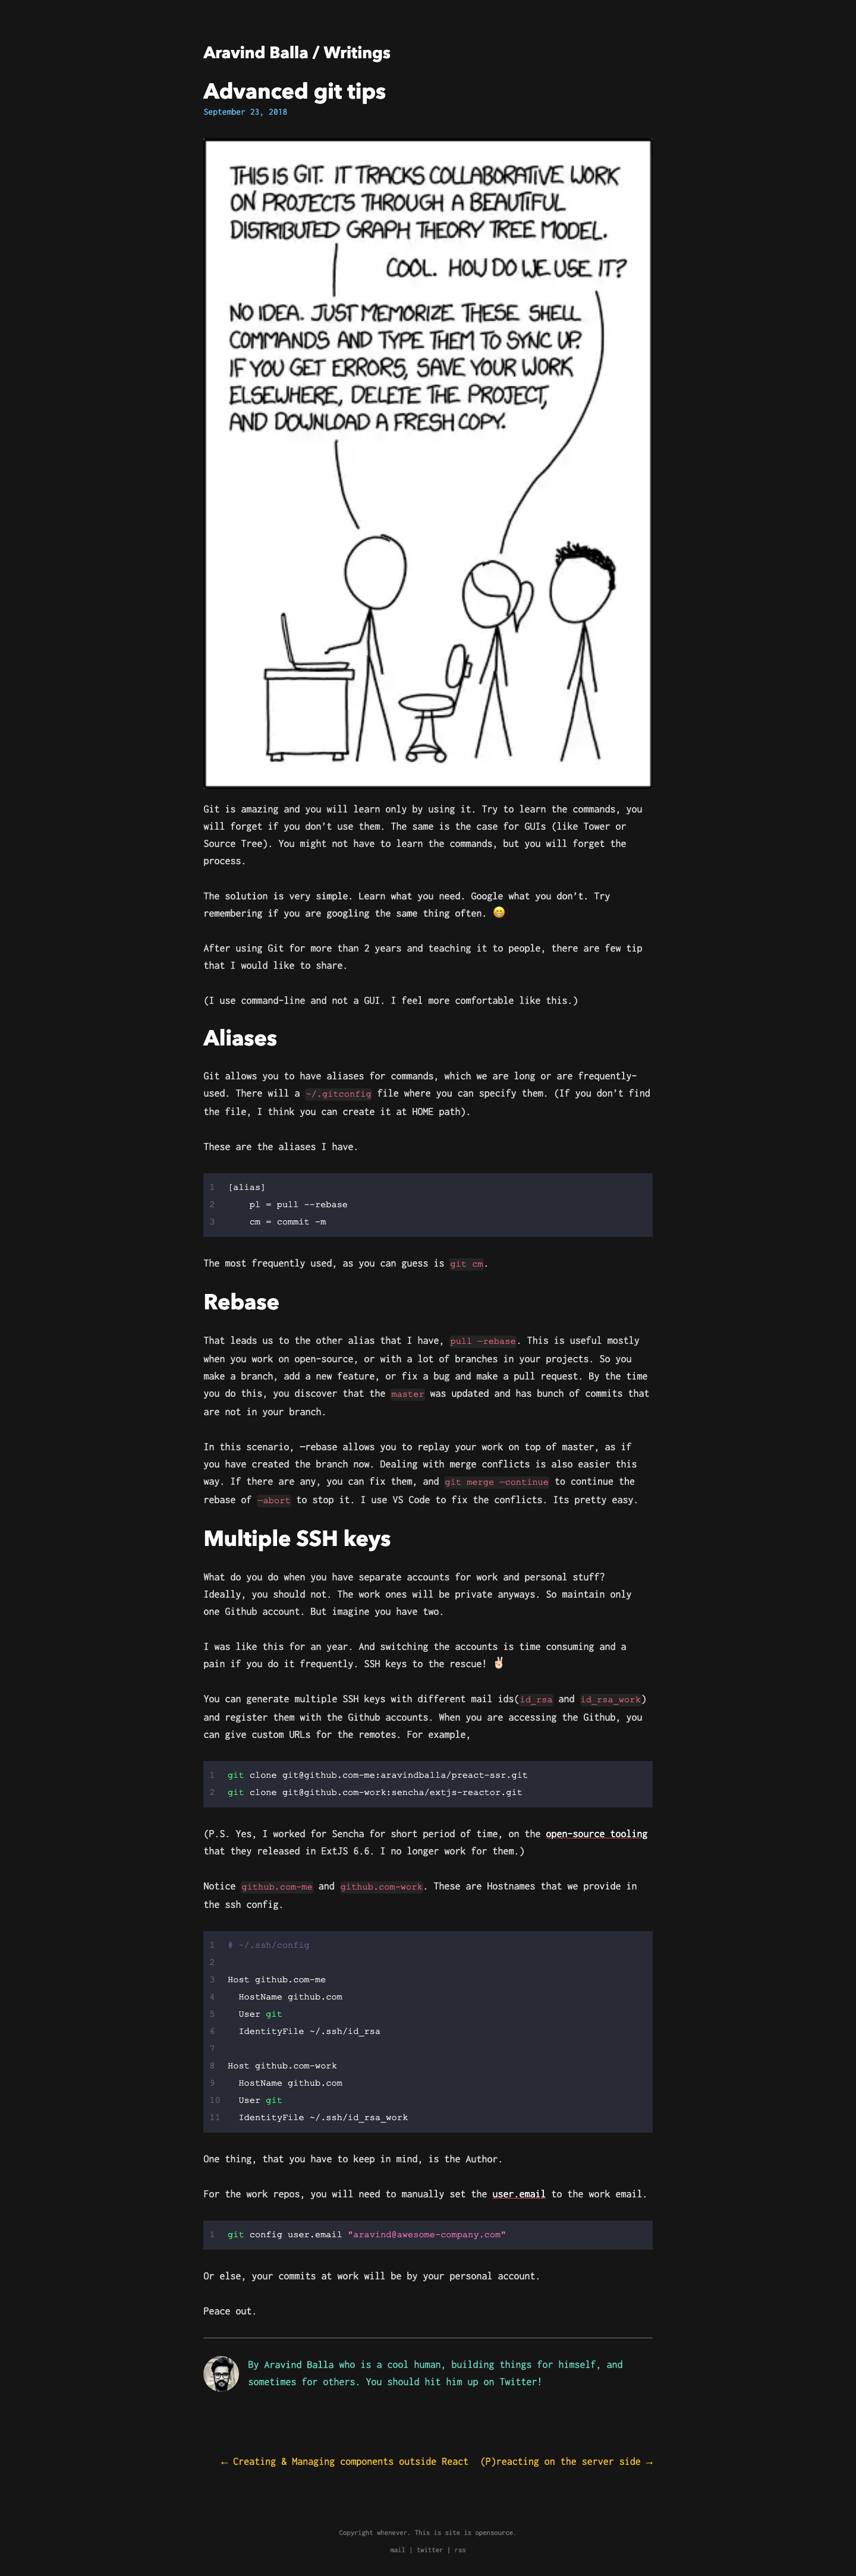 Aravind Balla / Writings
Advanced git tips
September 23, 2018
THIS IS GIT. IT TRACKS COLLABORATIVE WORK
ON PROJECTS THROUGH A BEAUTIFUL
DISTRIBUTED GRAPH THEORY TREE MODEL.
COOL. HOW DO WE USE IT?
NO IDEA. JUST MEMORIZE THESE SHELL
COMMANDS AND TYPE THEM TO SYNC UP.
IF YOU GET ERRORS, SAVE YOUR WORK
ELSEWHERE, DELETE THE PROJECT,
AND DOWNLOAD A FRESH COPY.
Git is amazing and you will learn only by using it. Try to learn the commands, you
will forget if you don’t use them. The same is the case for GUIs (like Tower or
Source Tree). You might not have to learn the commands, but you will forget the
process.
The solution is very simple. Learn what you need. Google what you don’t. Try
remembering if you are googling the same thing often. 😬
After using Git for more than 2 years and teaching it to people, there are few tip
that I would like to share.
(I use command-line and not a GUI. I feel more comfortable like this.)
Aliases
Git allows you to have aliases for commands, which we are long or are frequently-
used. There will a ~/.gitconfig file where you can specify them. (If you don’t find
the file, I think you can create it at HOME path).
These are the aliases I have.
1 [alias]
2     pl = pull --rebase
3     cm = commit -m
The most frequently used, as you can guess is git cm.
Rebase
That leads us to the other alias that I have, pull —rebase. This is useful mostly
when you work on open-source, or with a lot of branches in your projects. So you
make a branch, add a new feature, or fix a bug and make a pull request. By the time
you do this, you discover that the master was updated and has bunch of commits that
are not in your branch.
In this scenario, —rebase allows you to replay your work on top of master, as if
you have created the branch now. Dealing with merge conflicts is also easier this
way. If there are any, you can fix them, and git merge —continue to continue the
rebase of —abort to stop it. I use VS Code to fix the conflicts. Its pretty easy.
Multiple SSH keys
What do you do when you have separate accounts for work and personal stuff?
Ideally, you should not. The work ones will be private anyways. So maintain only
one Github account. But imagine you have two.
I was like this for an year. And switching the accounts is time consuming and a
pain if you do it frequently. SSH keys to the rescue! ✌🏻
You can generate multiple SSH keys with different mail ids(id_rsa and id_rsa_work)
and register them with the Github accounts. When you are accessing the Github, you
can give custom URLs for the remotes. For example,
1 git clone git@github.com-me:aravindballa/preact-ssr.git
2 git clone git@github.com-work:sencha/extjs-reactor.git
(P.S. Yes, I worked for Sencha for short period of time, on the open-source tooling
that they released in ExtJS 6.6. I no longer work for them.)
Notice github.com-me and github.com-work. These are Hostnames that we provide in
the ssh config.
1 # ~/.ssh/config
2
3 Host github.com-me
4   HostName github.com
5   User git
6   IdentityFile ~/.ssh/id_rsa
7
8 Host github.com-work
9   HostName github.com
10   User git
11   IdentityFile ~/.ssh/id_rsa_work
One thing, that you have to keep in mind, is the Author.
For the work repos, you will need to manually set the user.email to the work email.
1 git config user.email "aravind@awesome-company.com"
Or else, your commits at work will be by your personal account.
Peace out.
By Aravind Balla who is a cool human, building things for himself, and
sometimes for others. You should hit him up on Twitter!
← Creating & Managing components outside React (P)reacting on the server side →
Copyright whenever. This is site is opensource.
mail | twitter | rss